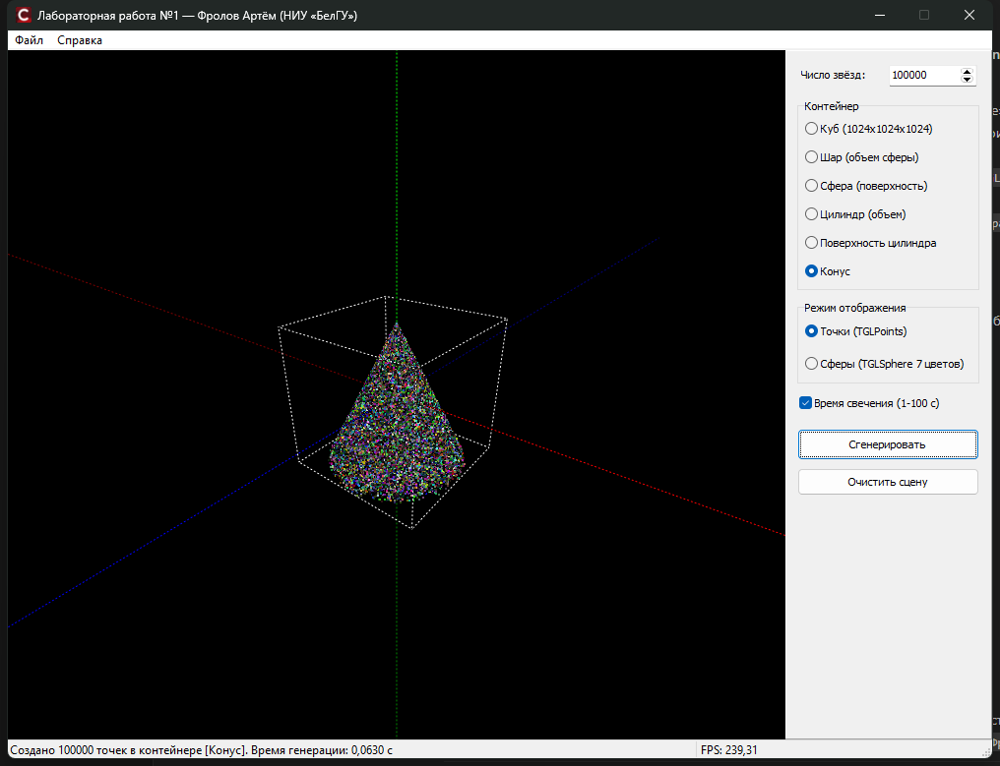 Лабораторная работа №1 — Фролов Артём (НИУ «БелГУ»)
Файл Справка
Число звёзд: 100000
Контейнер
Куб (1024x1024x1024)
Шар (объем сферы)
Сфера (поверхность)
Цилиндр (объем)
Поверхность цилиндра
Конус
Режим отображения
Точки (TGLPoints)
Сферы (TGLSphere 7 цветов)
Время свечения (1-100 с)
Сгенерировать
Очистить сцену
Создано 100000 точек в контейнере [Конус]. Время генерации: 0,0630 с
FPS: 239,31